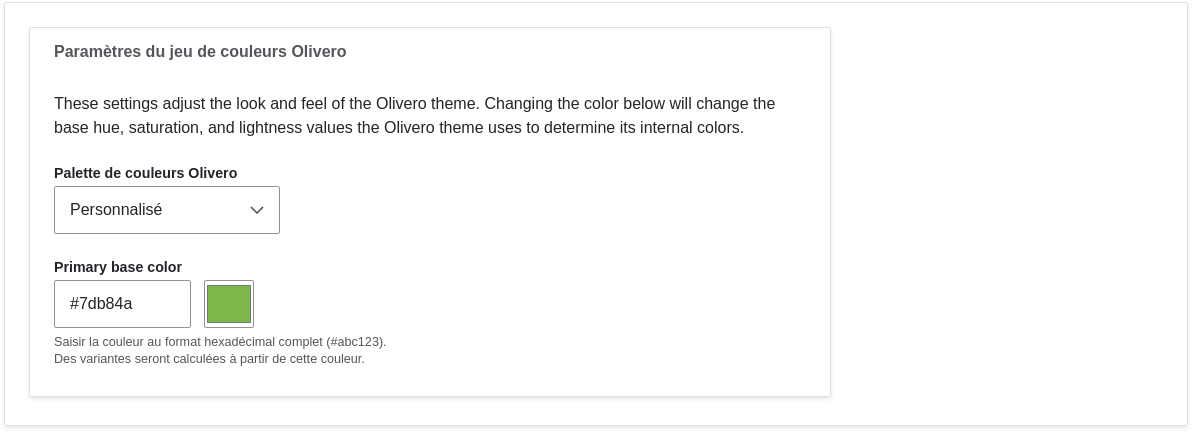 Paramètres du jeu de couleurs Olivero
These settings adjust the look and feel of the Olivero theme. Changing the color below will change the
base hue, saturation, and lightness values the Olivero theme uses to determine its internal colors.
Palette de couleurs Olivero
Personnalisé
Primary base color
#7db84a
Saisir la couleur au format hexadécimal complet (#abc123).
Des variantes seront calculées à partir de cette couleur.